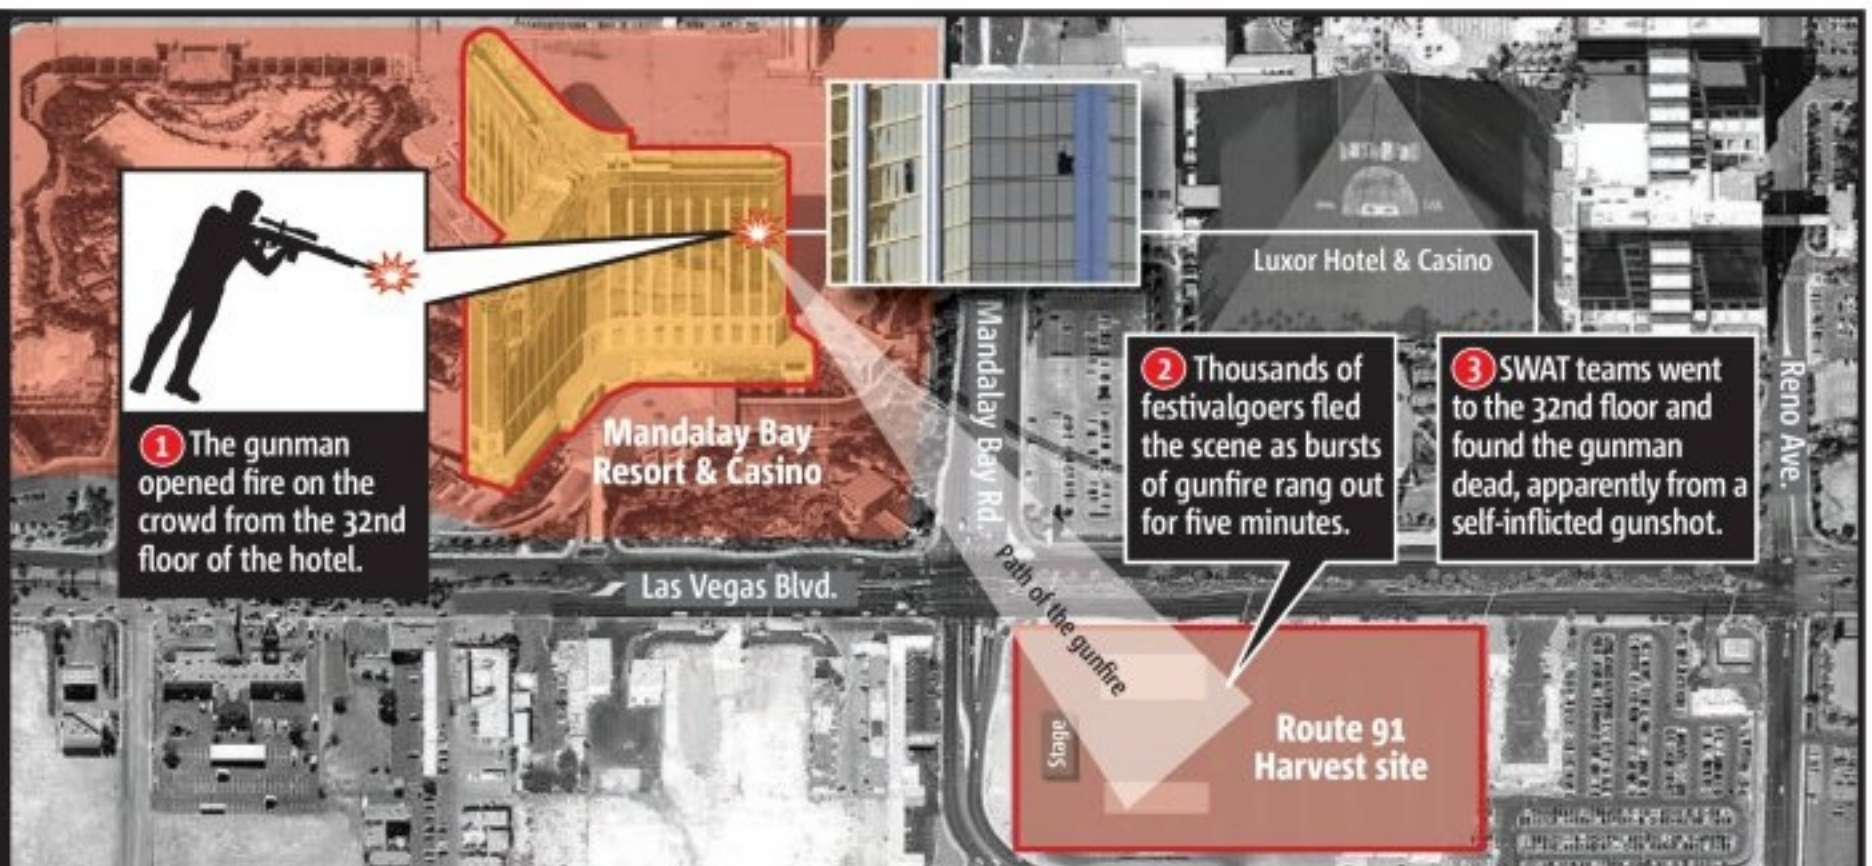 1 The gunman
opened fire on the
crowd from the 32nd
floor of the hotel.
Mandalay Bay
Resort & Casino
Mandalay Bay Rd.
Luxor Hotel & Casino
2 Thousands of
festivalgoers fled
the scene as bursts
of gunfire rang out
for five minutes.
3 SWAT teams went
to the 32nd floor and
found the gunman
dead, apparently from a
self-inflicted gunshot.
Reno Ave.
Las Vegas Blvd.
Path of the gunfire
Stage
Route 91
Harvest site